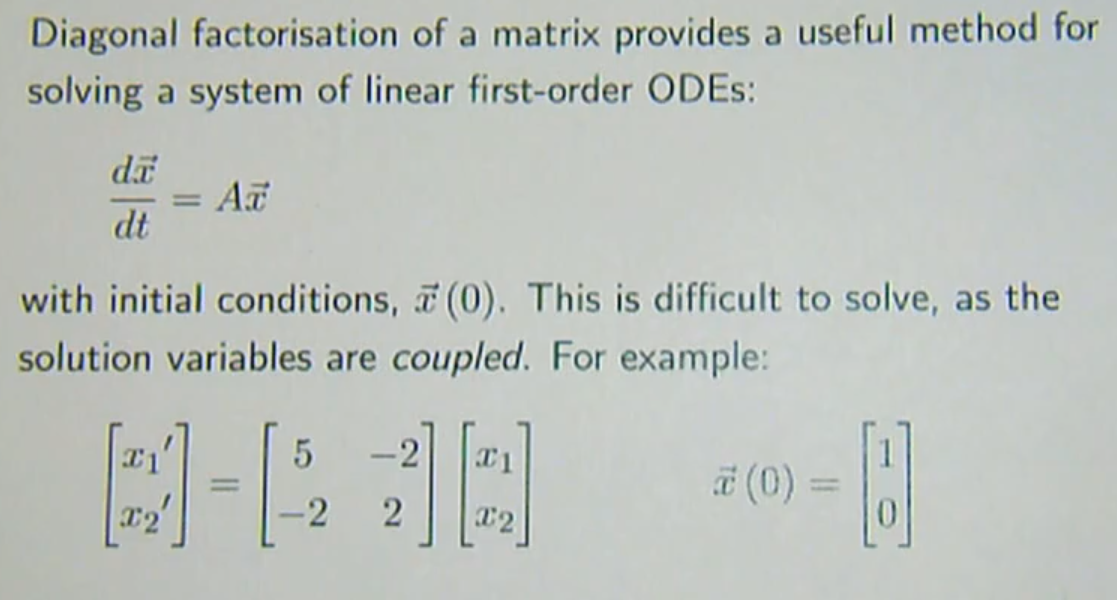 Diagonal factorisation of a matrix provides a useful method for
solving a system of linear first-order ODEs:
$\frac{d\vec{x}}{dt} = A\vec{x}$
with initial conditions, $\vec{x}(0)$. This is difficult to solve, as the
solution variables are coupled. For example:
$\begin{bmatrix} x_1' \\ x_2' \end{bmatrix} = \begin{bmatrix} 5 & -2 \\ -2 & 2 \end{bmatrix} \begin{bmatrix} x_1 \\ x_2 \end{bmatrix} \qquad \vec{x}(0) = \begin{bmatrix} 1 \\ 0 \end{bmatrix}$